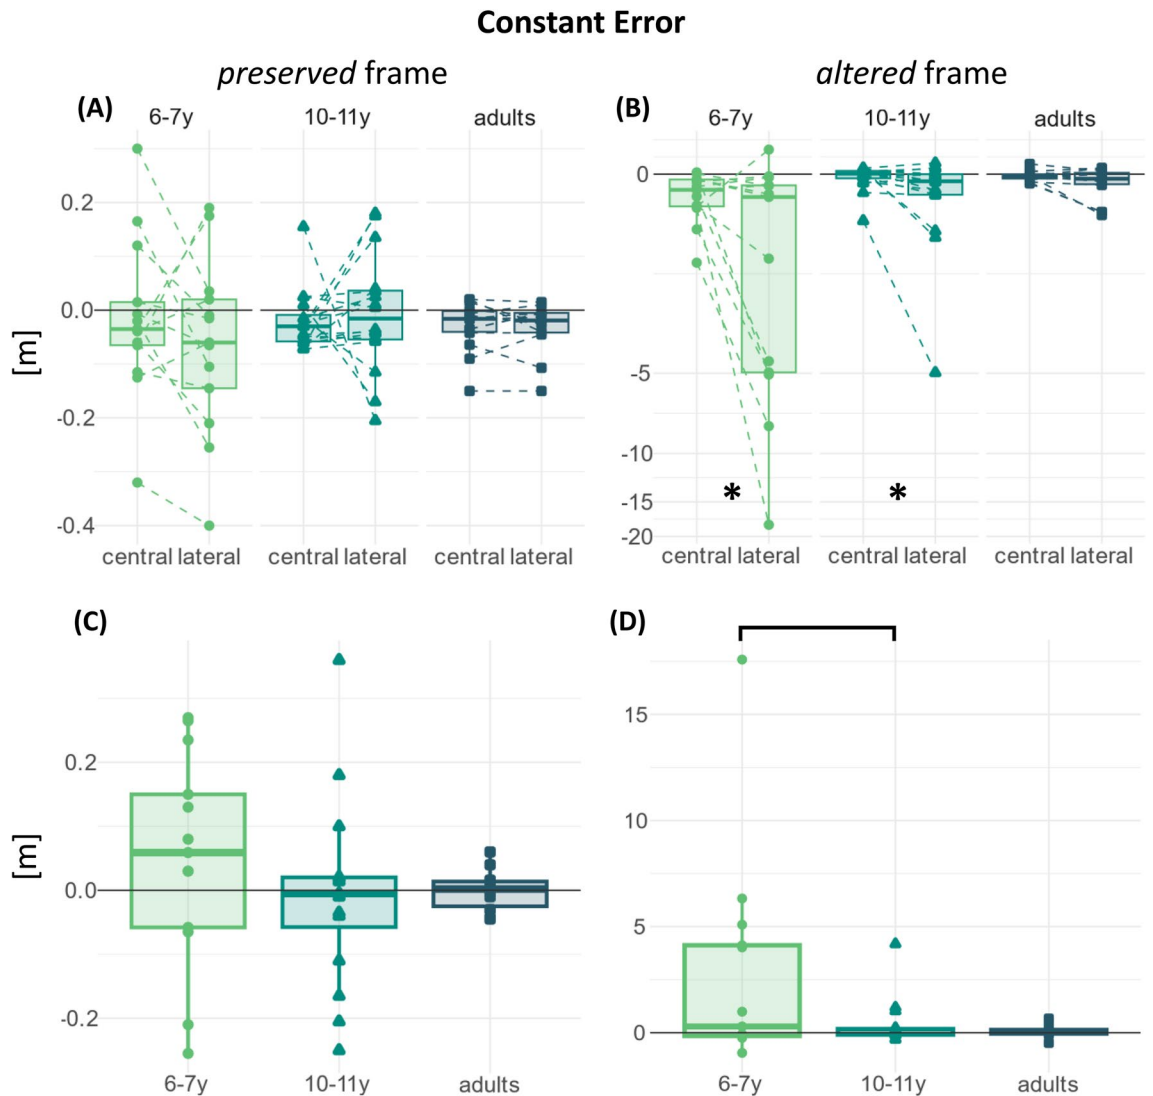 Constant Error
preserved frame
altered frame
(A)
6-7y
10-11y
adults
(B)
6-7y
10-11y
adults
[m]
0.2
0.0
-0.2
-0.4
0
-5
-10
-15
-20
*
*
central lateral
central lateral
central lateral
central lateral
central lateral
central lateral
(C)
(D)
[m]
0.2
0.0
-0.2
15
10
5
0
6-7y
10-11y
adults
6-7y
10-11y
adults